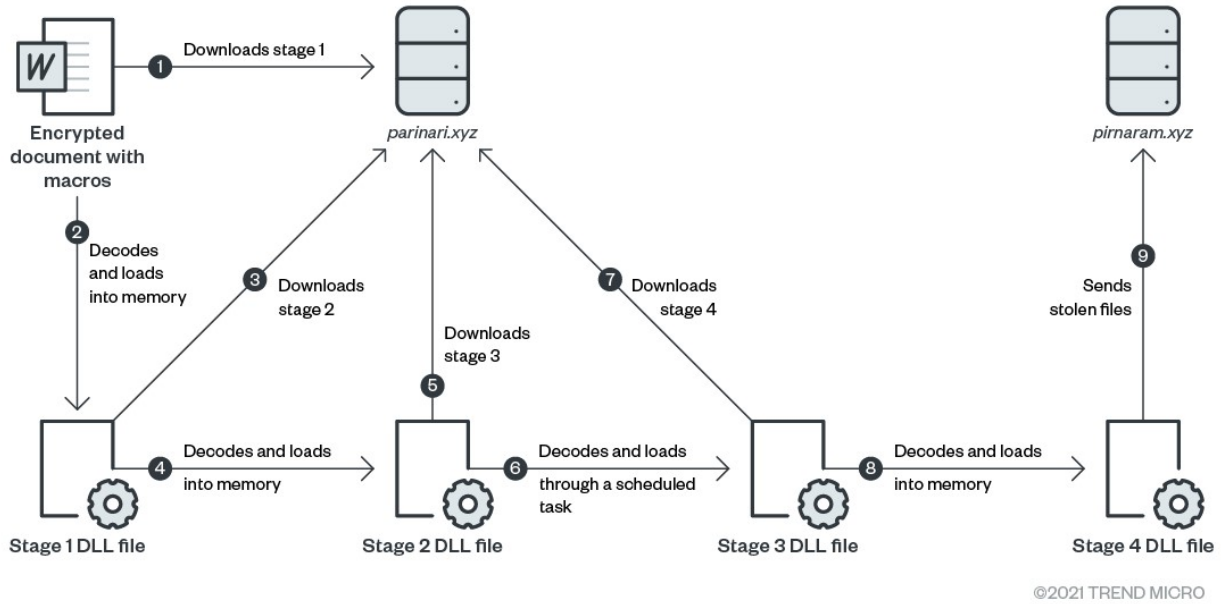 W
1
Downloads stage 1
Encrypted
document with
macros
parinari.xyz
pirnaram.xyz
2
Decodes
and loads
into memory
3
Downloads
stage 2
7
Downloads
stage 4
9
Sends
stolen files
Downloads
stage 3
5
4
Decodes and loads
into memory
6
Decodes and loads
through a scheduled
task
8
Decodes and loads
into memory
Stage 1 DLL file
Stage 2 DLL file
Stage 3 DLL file
Stage 4 DLL file
©2021 TREND MICRO